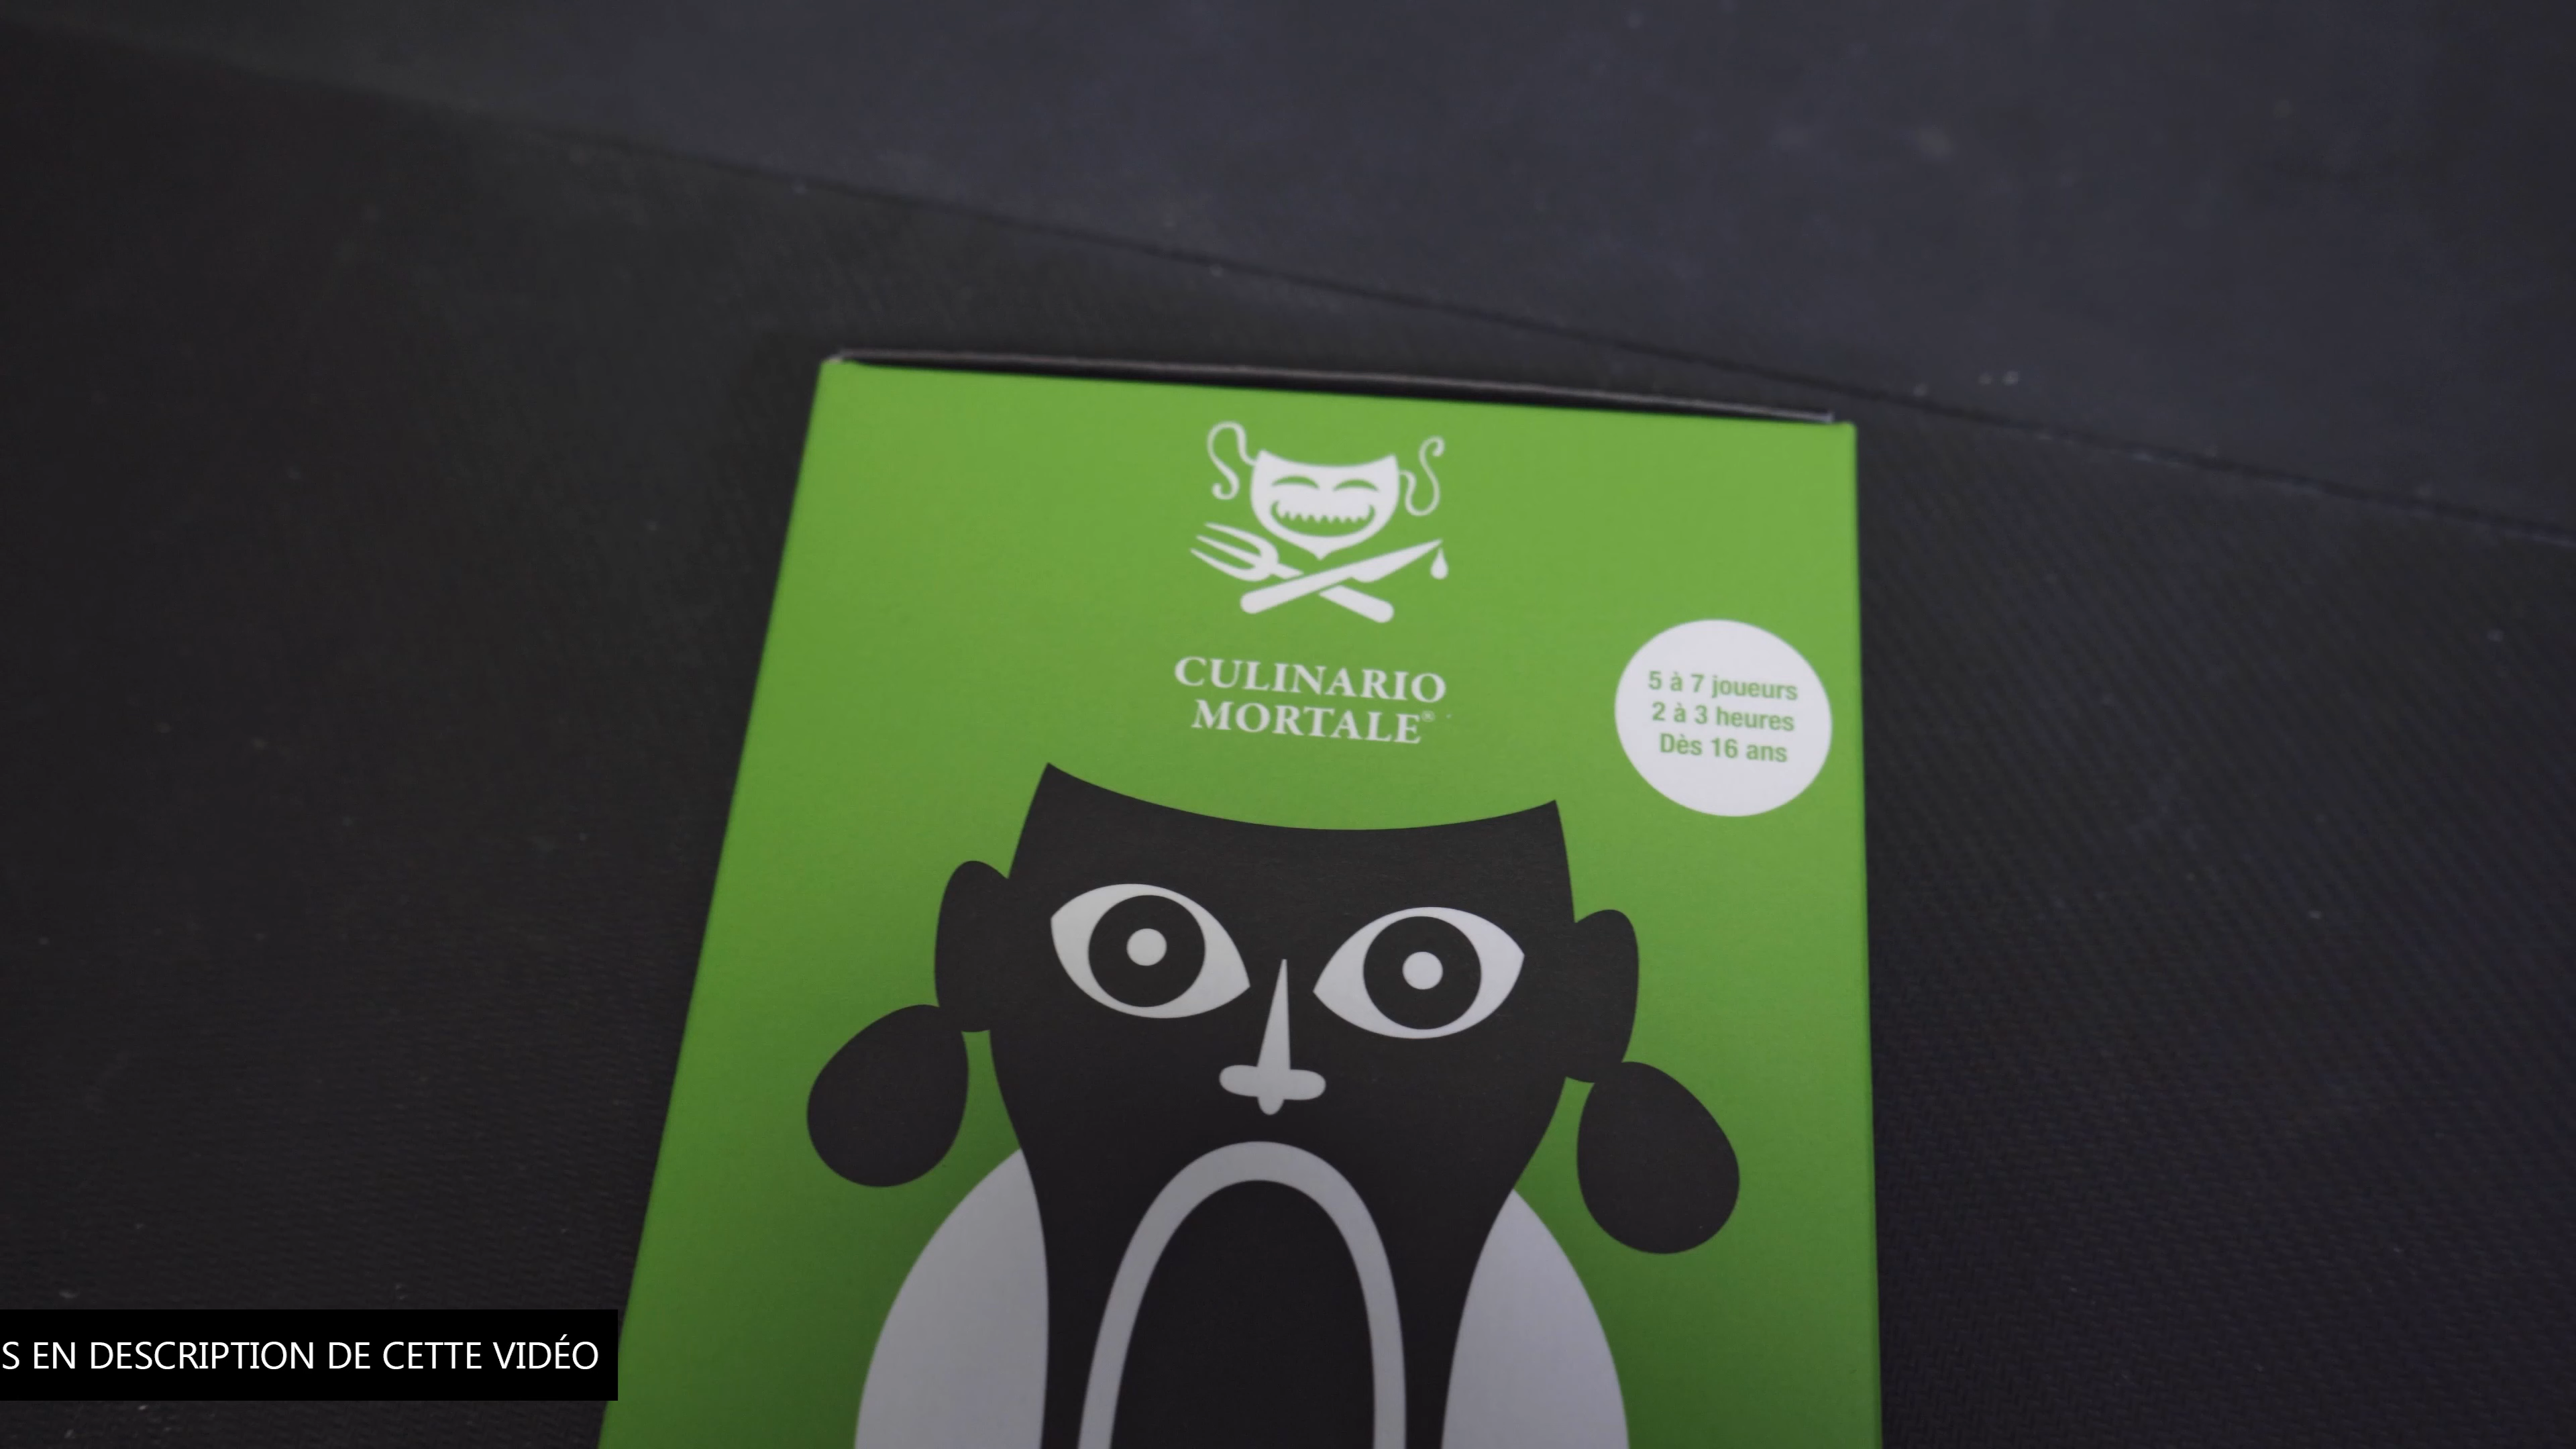 CULINARIO
MORTALE®
5 à 7 joueurs
2 à 3 heures
Dès 16 ans
S EN DESCRIPTION DE CETTE VIDÉO